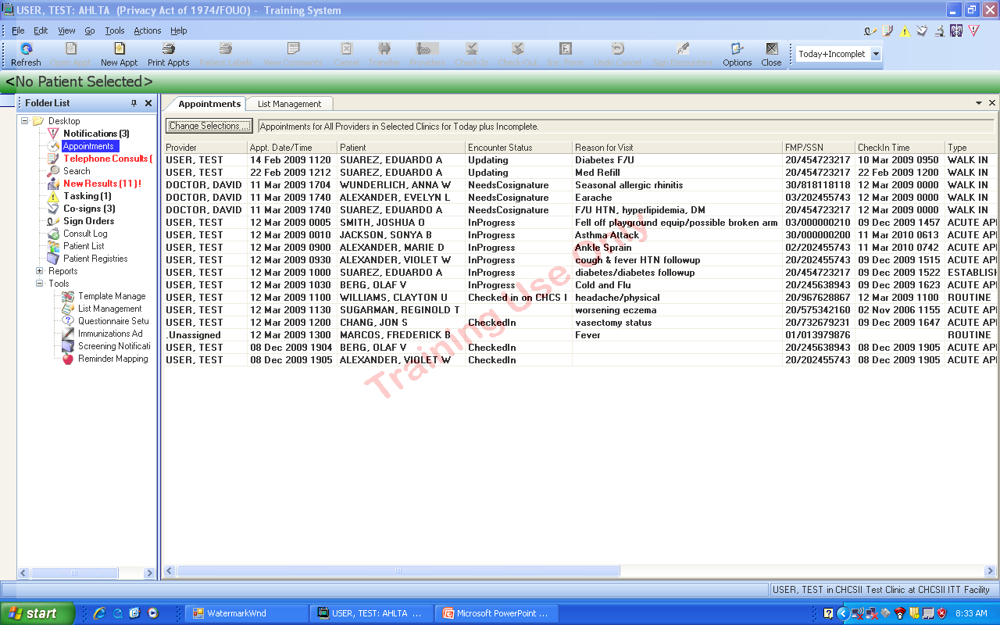 USER, TEST: AHLTA (Privacy Act of 1974/FOUO) - Training System
File Edit View Go Tools Actions Help
Refresh Open Appt New Appt Print Appts Patient Labels View Comments Cancel Transfer Providers Check-In Check-Out Ins. Form Undo Cancel Sign Encounter Options Close Today+Incomplet
<No Patient Selected>
Folder List
Appointments List Management
Change Selections... Appointments for All Providers in Selected Clinics for Today plus Incomplete.
Desktop
Notifications (3)
Appointments
Telephone Consults (
Search
New Results (11) !
Tasking (1)
Co-signs (3)
Sign Orders
Consult Log
Patient List
Patient Registries
Reports
Tools
Template Manage
List Management
Questionnaire Setu
Immunizations Ad
Screening Notificati
Reminder Mapping
Provider Appt. Date/Time Patient Encounter Status Reason for Visit FMP/SSN CheckIn Time Type
USER, TEST 14 Feb 2009 1120 SUAREZ, EDUARDO A Updating Diabetes F/U 20/454723217 10 Mar 2009 0950 WALK IN
USER, TEST 22 Feb 2009 1212 SUAREZ, EDUARDO A Updating Med Refill 20/454723217 22 Feb 2009 1200 WALK IN
DOCTOR, DAVID 11 Mar 2009 1704 WUNDERLICH, ANNA W NeedsCosignature Seasonal allergic rhinitis 30/818118118 12 Mar 2009 0000 WALK IN
DOCTOR, DAVID 11 Mar 2009 1740 ALEXANDER, EVELYN L NeedsCosignature Earache 03/202455743 12 Mar 2009 0000 WALK IN
DOCTOR, DAVID 11 Mar 2009 1740 SUAREZ, EDUARDO A NeedsCosignature F/U HTN, hyperlipidemia, DM 20/454723217 12 Mar 2009 0000 WALK IN
USER, TEST 12 Mar 2009 0005 SMITH, JOSHUA O InProgress Fell off playground equip/possible broken arm 03/000000210 09 Dec 2009 1457 ACUTE AP
USER, TEST 12 Mar 2009 0010 JACKSON, SONYA B InProgress Asthma Attack 30/000000200 11 Mar 2010 0613 ACUTE AP
USER, TEST 12 Mar 2009 0900 ALEXANDER, MARIE D InProgress Ankle Sprain 02/202455743 11 Mar 2010 0742 ACUTE AP
USER, TEST 12 Mar 2009 0930 ALEXANDER, VIOLET W InProgress cough & fever HTN followup 20/202455743 09 Dec 2009 1515 ACUTE AP
USER, TEST 12 Mar 2009 1000 SUAREZ, EDUARDO A InProgress diabetes/diabetes followup 20/454723217 09 Dec 2009 1522 ESTABLIS
USER, TEST 12 Mar 2009 1030 BERG, OLAF V InProgress Cold and Flu 20/245638943 09 Dec 2009 1623 ACUTE AP
USER, TEST 12 Mar 2009 1100 WILLIAMS, CLAYTON U Checked in on CHCS I headache/physical 20/967628867 12 Mar 2009 1100 ROUTINE
USER, TEST 12 Mar 2009 1130 SUGARMAN, REGINOLD T worsening eczema 20/575342160 02 Nov 2006 1155 ACUTE AP
USER, TEST 12 Mar 2009 1200 CHANG, JON S CheckedIn vasectomy status 20/732679231 09 Dec 2009 1647 ACUTE AP
.Unassigned 12 Mar 2009 1300 MARCOS, FREDERICK B Fever 01/013979876 ROUTINE
USER, TEST 08 Dec 2009 1904 BERG, OLAF V CheckedIn 20/245638943 08 Dec 2009 1905 ACUTE AP
USER, TEST 08 Dec 2009 1905 ALEXANDER, VIOLET W CheckedIn 20/202455743 08 Dec 2009 1905 ACUTE AP
Training Use Only
USER, TEST in CHCSII Test Clinic at CHCSII ITT Facility
start WatermarkWnd USER, TEST: AHLTA ... Microsoft PowerPoint ... 8:33 AM